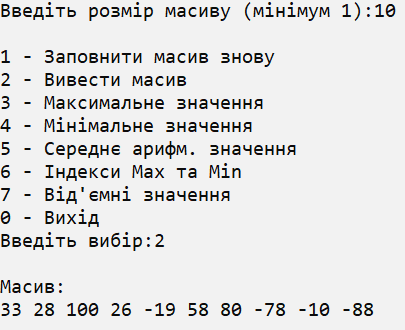 Введіть розмір масиву (мінімум 1):10
1 - Заповнити масив знову
2 - Вивести масив
3 - Максимальне значення
4 - Мінімальне значення
5 - Середнє арифм. значення
6 - Індекси Max та Min
7 - Від'ємні значення
0 - Вихід
Введіть вибір:2
Масив:
33 28 100 26 -19 58 80 -78 -10 -88